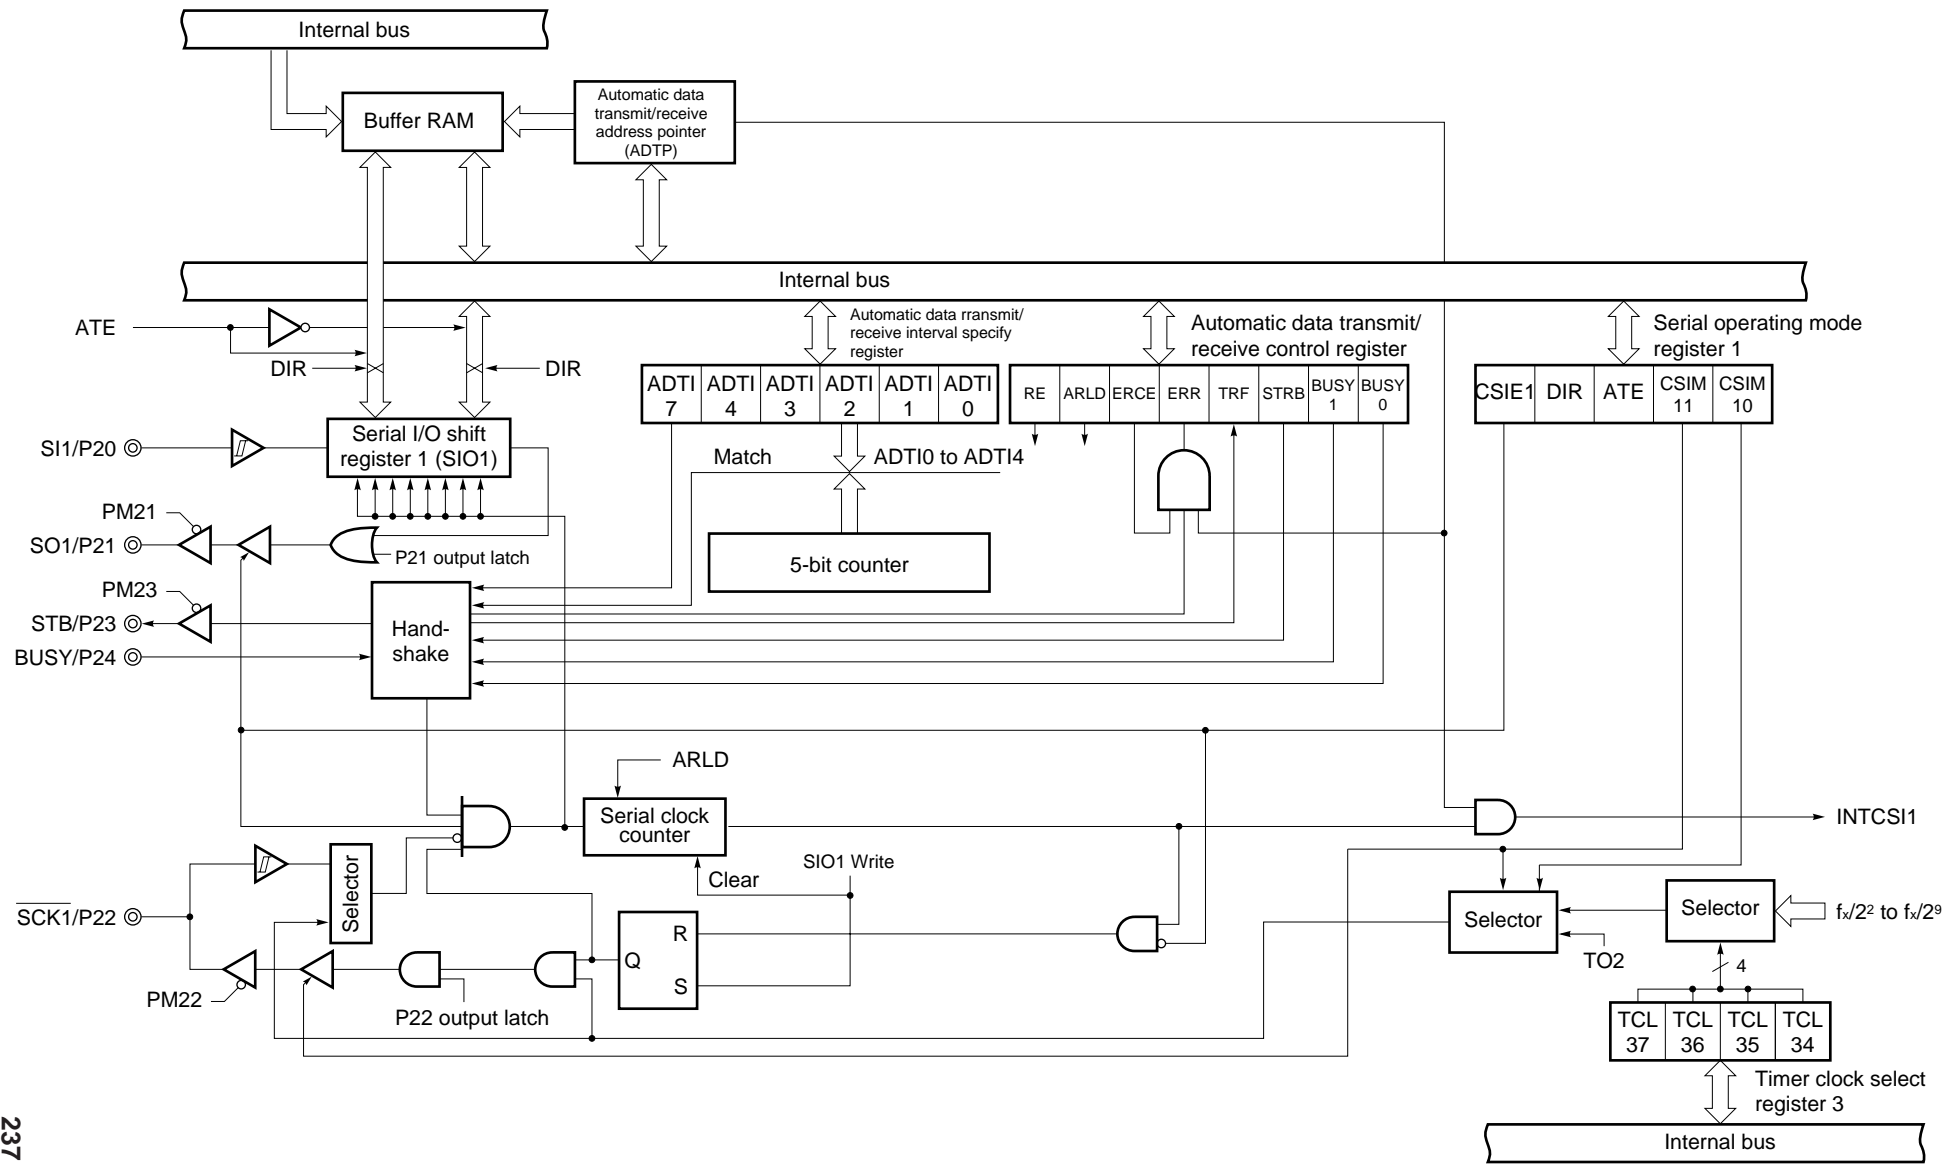 Internal bus
Buffer RAM
Automatic data
transmit/receive
address pointer
(ADTP)
Internal bus
ATE
DIR
DIR
Automatic data rransmit/
receive interval specify
register
Automatic data transmit/
receive control register
Serial operating mode
register 1
ADTI 7
ADTI 4
ADTI 3
ADTI 2
ADTI 1
ADTI 0
RE
ARLD
ERCE
ERR
TRF
STRB
BUSY 1
BUSY 0
CSIE1
DIR
ATE
CSIM 11
CSIM 10
SI1/P20
Serial I/O shift
register 1 (SIO1)
Match
ADTI0 to ADTI4
PM21
SO1/P21
P21 output latch
5-bit counter
PM23
STB/P23
BUSY/P24
Hand-
shake
ARLD
Serial clock
counter
INTCSI1
SIO1 Write
Clear
Selector
SCK1/P22
R
Q
S
Selector
Selector
fx/2² to fx/2⁹
TO2
4
PM22
P22 output latch
TCL 37
TCL 36
TCL 35
TCL 34
Timer clock select
register 3
Internal bus
237